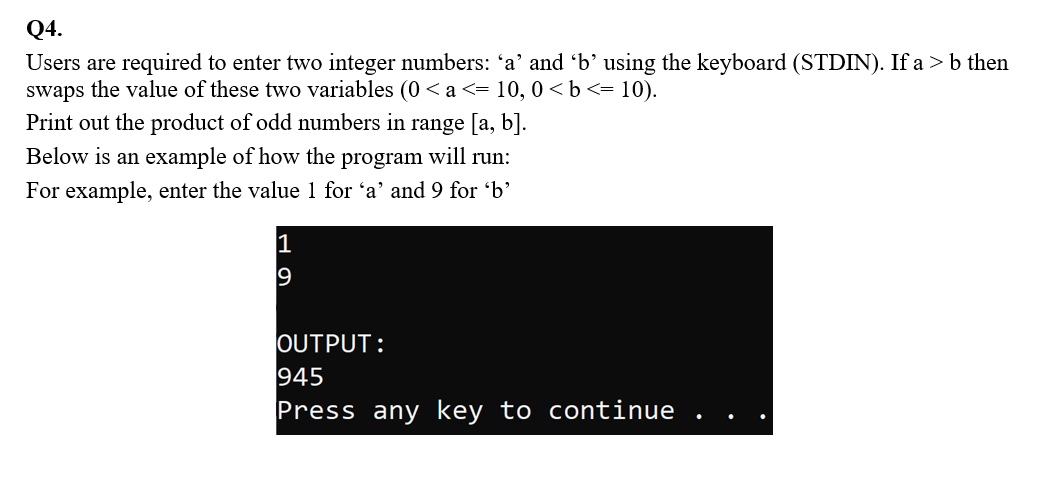 Q4.
Users are required to enter two integer numbers: ‘a’ and ‘b’ using the keyboard (STDIN). If a > b then
swaps the value of these two variables (0 < a <= 10, 0 < b <= 10).
Print out the product of odd numbers in range [a, b].
Below is an example of how the program will run:
For example, enter the value 1 for ‘a’ and 9 for ‘b’
1
9
OUTPUT:
945
Press any key to continue . . .